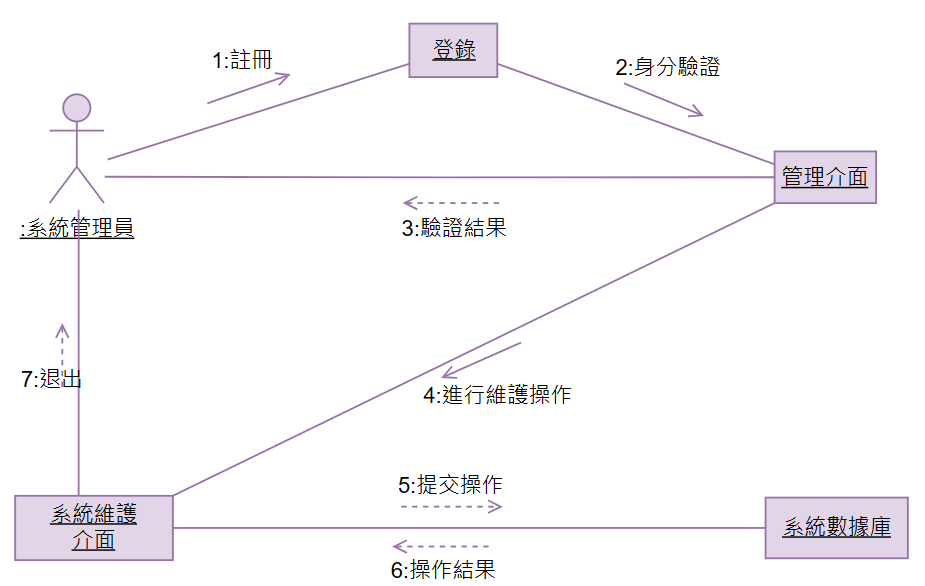 登錄
1:註冊
2:身分驗證
管理介面
:系統管理員
3:驗證結果
7:退出
4:進行維護操作
5:提交操作
系統維護
介面
系統數據庫
6:操作結果